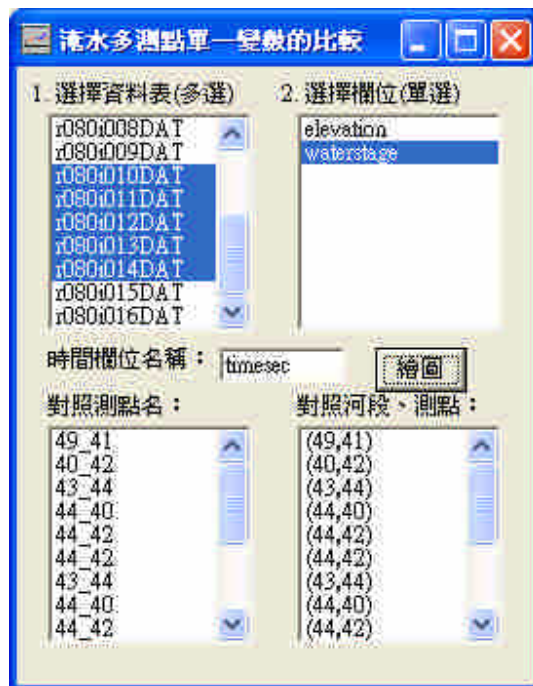 淹水多測點單一變數的比較
1. 選擇資料表(多選)
r080i008DAT
r080i009DAT
r080i010DAT
r080i011DAT
r080i012DAT
r080i013DAT
r080i014DAT
r080i015DAT
r080i016DAT
2. 選擇欄位(單選)
elevation
waterstage
時間欄位名稱：
timesec
繪圖
對照測點名：
49_41
40_42
43_44
44_40
44_42
44_42
43_44
44_40
44_42
對照河段、測點：
(49,41)
(40,42)
(43,44)
(44,40)
(44,42)
(44,42)
(43,44)
(44,40)
(44,42)